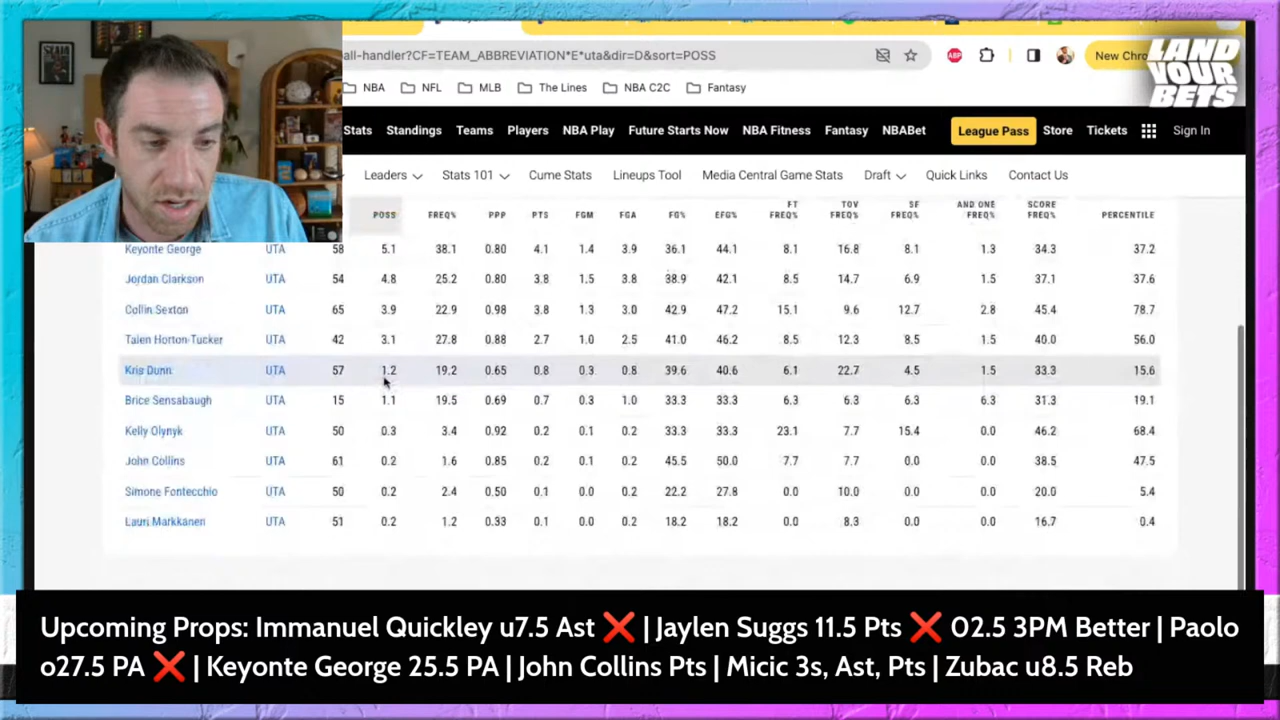 all-handler?CF=TEAM_ABBREVIATION*E*uta&dir=D&sort=POSS
ABP
New Chro
LAND
YOUR
BETS
NBA NFL MLB The Lines NBA C2C Fantasy
Stats Standings Teams Players NBA Play Future Starts Now NBA Fitness Fantasy NBABet League Pass Store Tickets Sign In
Leaders Stats 101 Cume Stats Lineups Tool Media Central Game Stats Draft Quick Links Contact Us
POSS FREQ% PPP PTS FGM FGA FG% EFG% FT FREQ% TOV FREQ% SF FREQ% AND ONE FREQ% SCORE FREQ% PERCENTILE
Keyonte George UTA 58 5.1 38.1 0.80 4.1 1.4 3.9 36.1 44.1 8.1 16.8 8.1 1.3 34.3 37.2
Jordan Clarkson UTA 54 4.8 25.2 0.80 3.8 1.5 3.8 38.9 42.1 8.5 14.7 6.9 1.5 37.1 37.6
Collin Sexton UTA 65 3.9 22.9 0.98 3.8 1.3 3.0 42.9 47.2 15.1 9.6 12.7 2.8 45.4 78.7
Talen Horton-Tucker UTA 42 3.1 27.8 0.88 2.7 1.0 2.5 41.0 46.2 8.5 12.3 8.5 1.5 40.0 56.0
Kris Dunn UTA 57 1.2 19.2 0.65 0.8 0.3 0.8 39.6 40.6 6.1 22.7 4.5 1.5 33.3 15.6
Brice Sensabaugh UTA 15 1.1 19.5 0.69 0.7 0.3 1.0 33.3 33.3 6.3 6.3 6.3 6.3 31.3 19.1
Kelly Olynyk UTA 50 0.3 3.4 0.92 0.2 0.1 0.2 33.3 33.3 23.1 7.7 15.4 0.0 46.2 68.4
John Collins UTA 61 0.2 1.6 0.85 0.2 0.1 0.2 45.5 50.0 7.7 7.7 0.0 0.0 38.5 47.5
Simone Fontecchio UTA 50 0.2 2.4 0.50 0.1 0.0 0.2 22.2 27.8 0.0 10.0 0.0 0.0 20.0 5.4
Lauri Markkanen UTA 51 0.2 1.2 0.33 0.1 0.0 0.2 18.2 18.2 0.0 8.3 0.0 0.0 16.7 0.4
Upcoming Props: Immanuel Quickley u7.5 Ast ❌ | Jaylen Suggs 11.5 Pts ❌ O2.5 3PM Better | Paolo
o27.5 PA ❌ | Keyonte George 25.5 PA | John Collins Pts | Micic 3s, Ast, Pts | Zubac u8.5 Reb